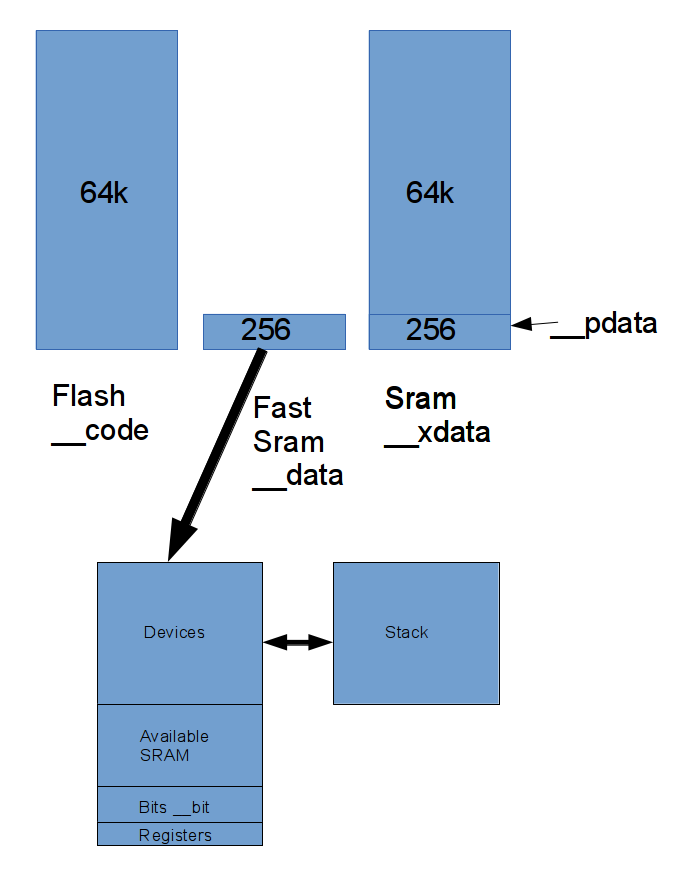 64k
64k
256
256
__pdata
Flash
__code
Fast
Sram
__data
Sram
__xdata
Devices
Stack
Available
SRAM
Bits __bit
Registers